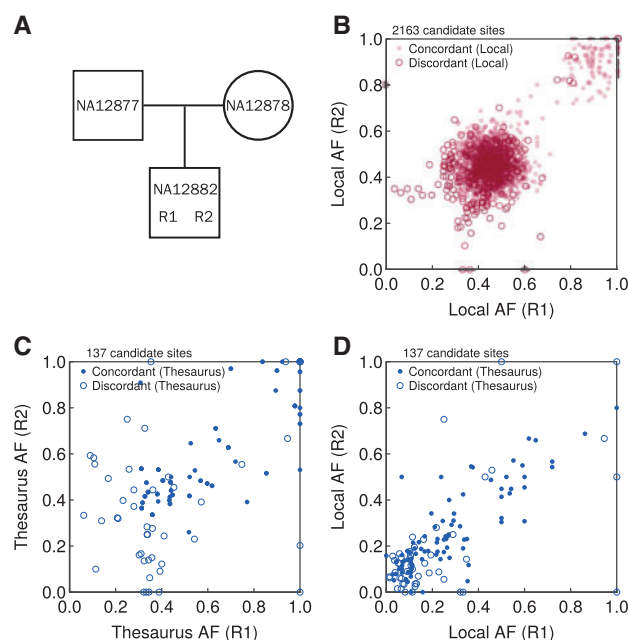 A
NA12877
NA12878
NA12882
R1 R2
B
2163 candidate sites
Concordant (Local)
Discordant (Local)
1.0
0.8
0.6
0.4
0.2
0.0
0.0 0.2 0.4 0.6 0.8 1.0
Local AF (R2)
Local AF (R1)
C
137 candidate sites
Concordant (Thesaurus)
Discordant (Thesaurus)
1.0
0.8
0.6
0.4
0.2
0.0
0.0 0.2 0.4 0.6 0.8 1.0
Thesaurus AF (R2)
Thesaurus AF (R1)
D
137 candidate sites
Concordant (Thesaurus)
Discordant (Thesaurus)
1.0
0.8
0.6
0.4
0.2
0.0
0.0 0.2 0.4 0.6 0.8 1.0
Local AF (R2)
Local AF (R1)